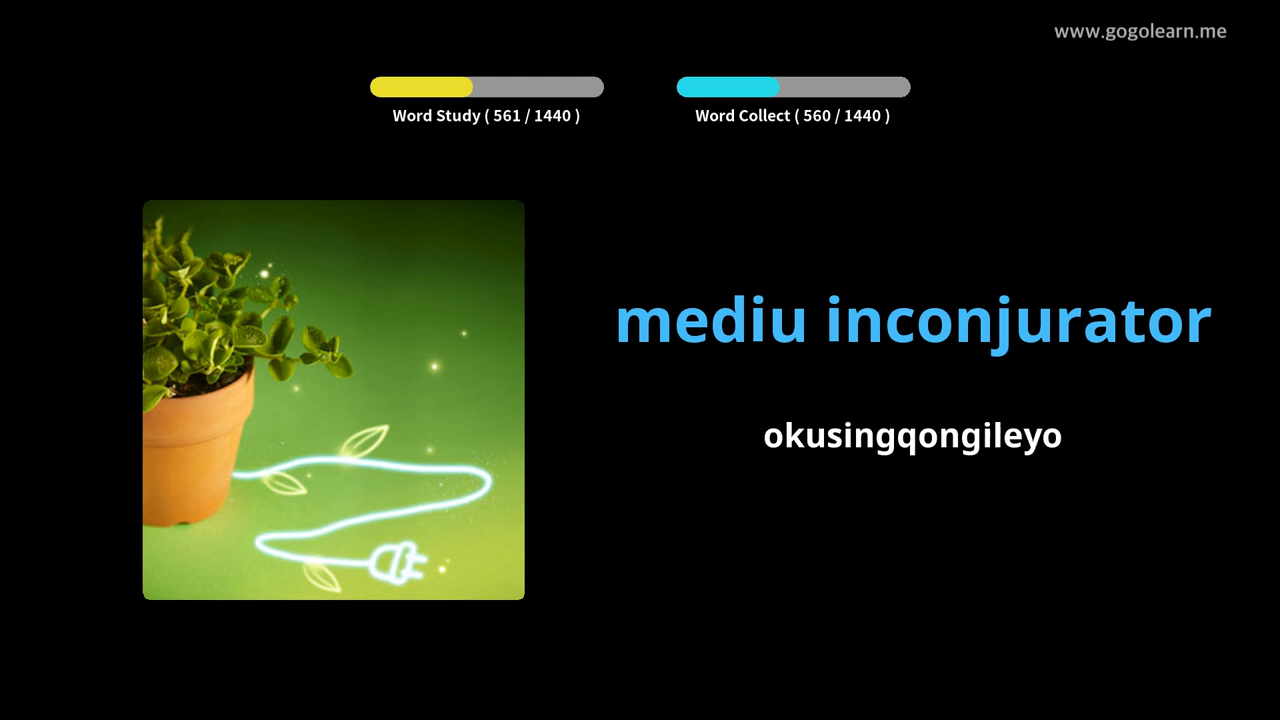 www.gogolearn.me
Word Study ( 561 / 1440 )
Word Collect ( 560 / 1440 )
mediu inconjurator
okusingqongileyo